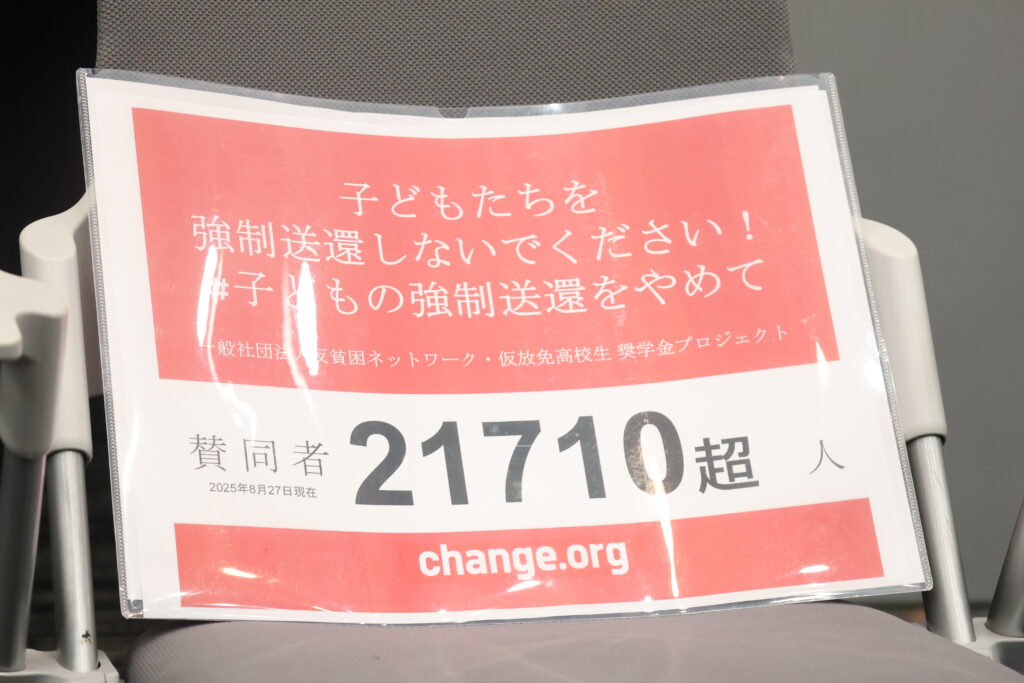 子どもたちを
強制送還しないでください！
#子どもの強制送還をやめて
一般社団法人反貧困ネットワーク・仮放免高校生 奨学金プロジェクト
賛同者 21710超 人
2025年8月27日現在
change.org